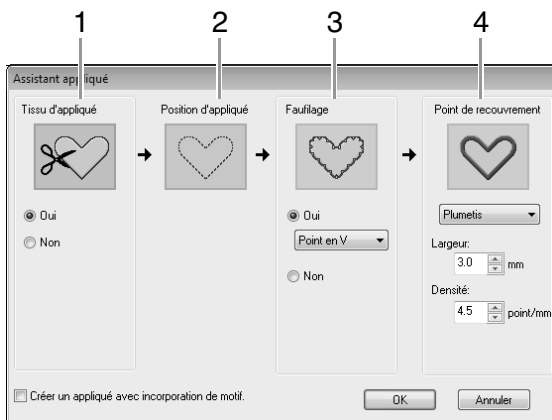 1 2 3 4
Assistant appliqué
Tissu d'appliqué
Oui
Non
Position d'appliqué
Faufilage
Oui
Point en V
Non
Point de recouvrement
Plumetis
Largeur:
3.0 mm
Densité:
4.5 point/mm
Créer un appliqué avec incorporation de motif.
OK
Annuler